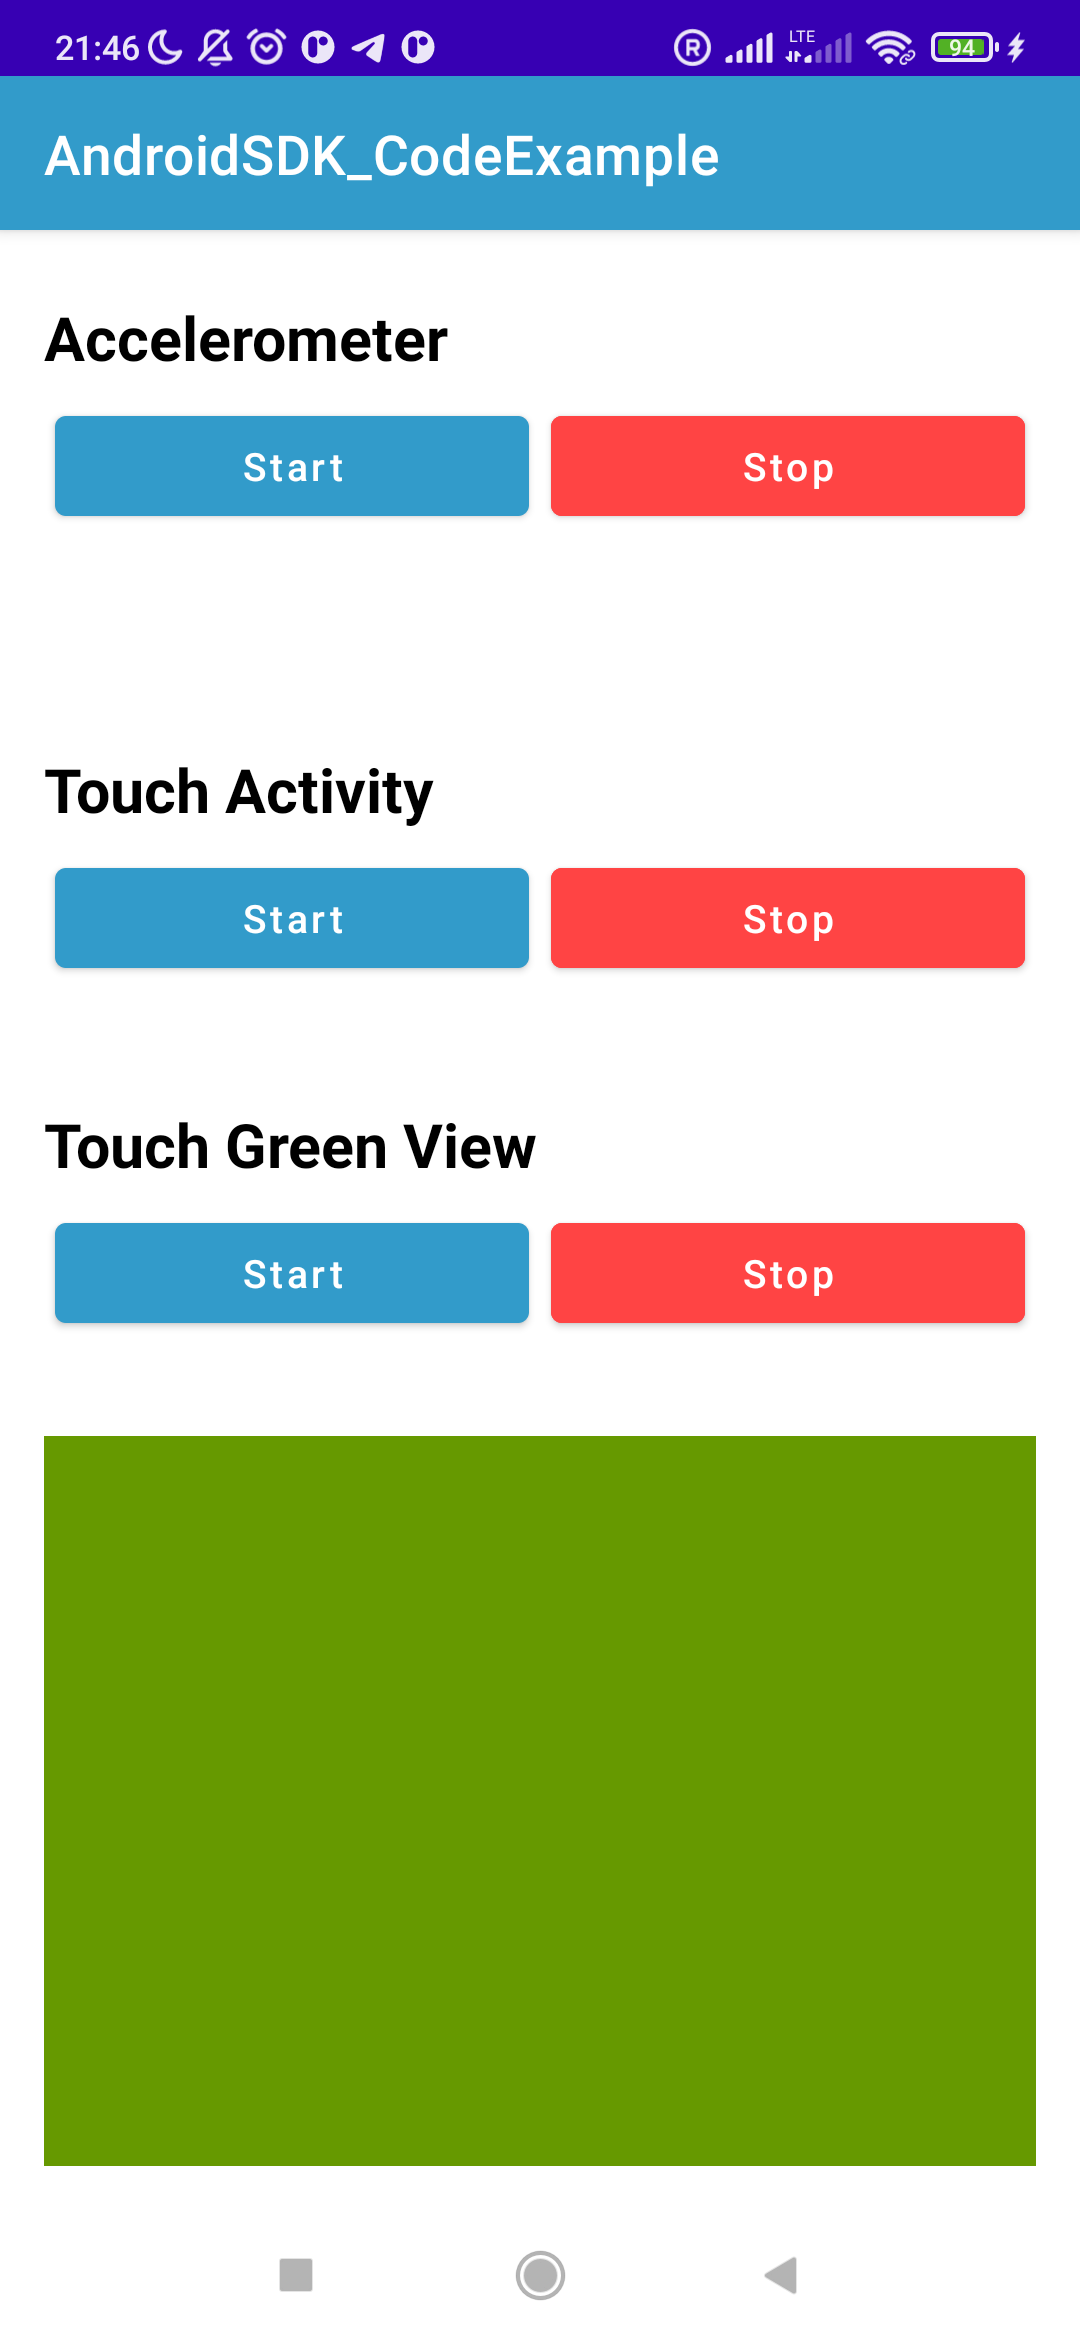 21:46 R LTE 94
AndroidSDK_CodeExample
Accelerometer
Start Stop
Touch Activity
Start Stop
Touch Green View
Start Stop